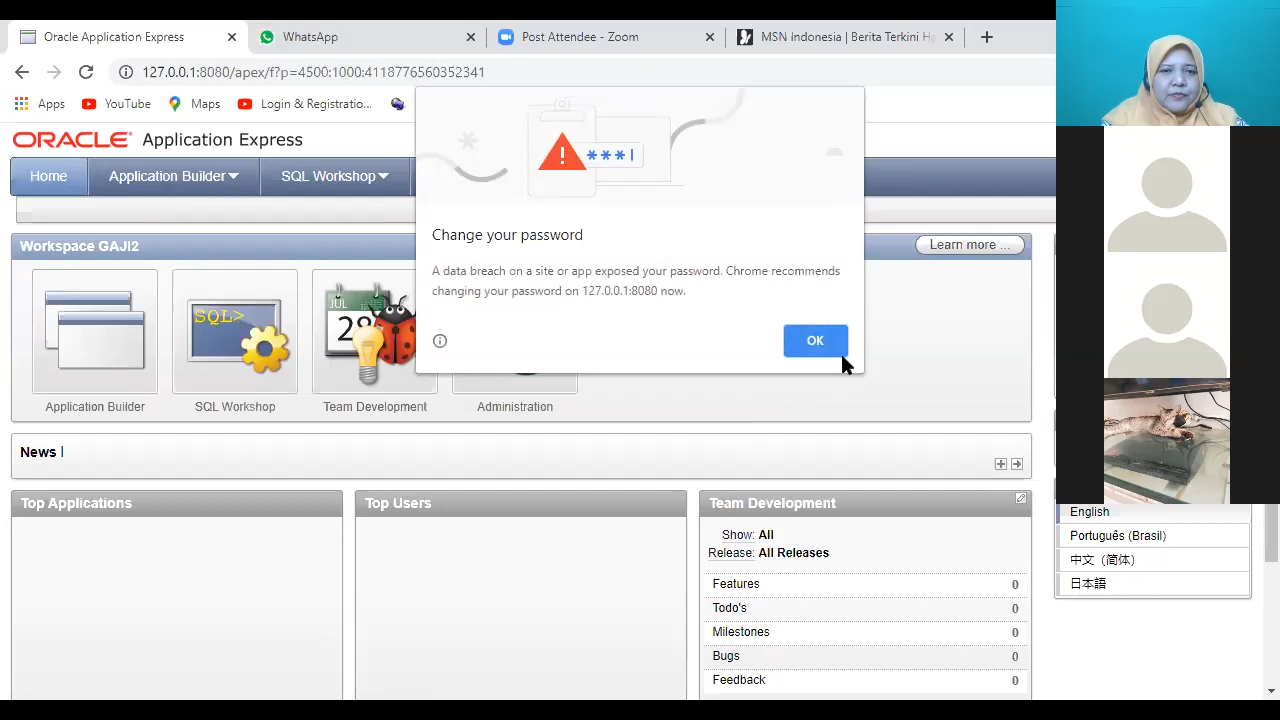 Oracle Application Express
WhatsApp
Post Attendee - Zoom
MSN Indonesia | Berita Terkini Ha
127.0.0.1:8080/apex/f?p=4500:1000:4118776560352341
Apps
YouTube
Maps
Login & Registratio...
ORACLE Application Express
Home
Application Builder
SQL Workshop
***
Change your password
A data breach on a site or app exposed your password. Chrome recommends
changing your password on 127.0.0.1:8080 now.
OK
Workspace GAJI2
Learn more ...
SQL>
JUL
28
Application Builder
SQL Workshop
Team Development
Administration
News
Top Applications
Top Users
Team Development
Show: All
Release: All Releases
Features 0
Todo's 0
Milestones 0
Bugs 0
Feedback 0
English
Português (Brasil)
中文（简体）
日本語